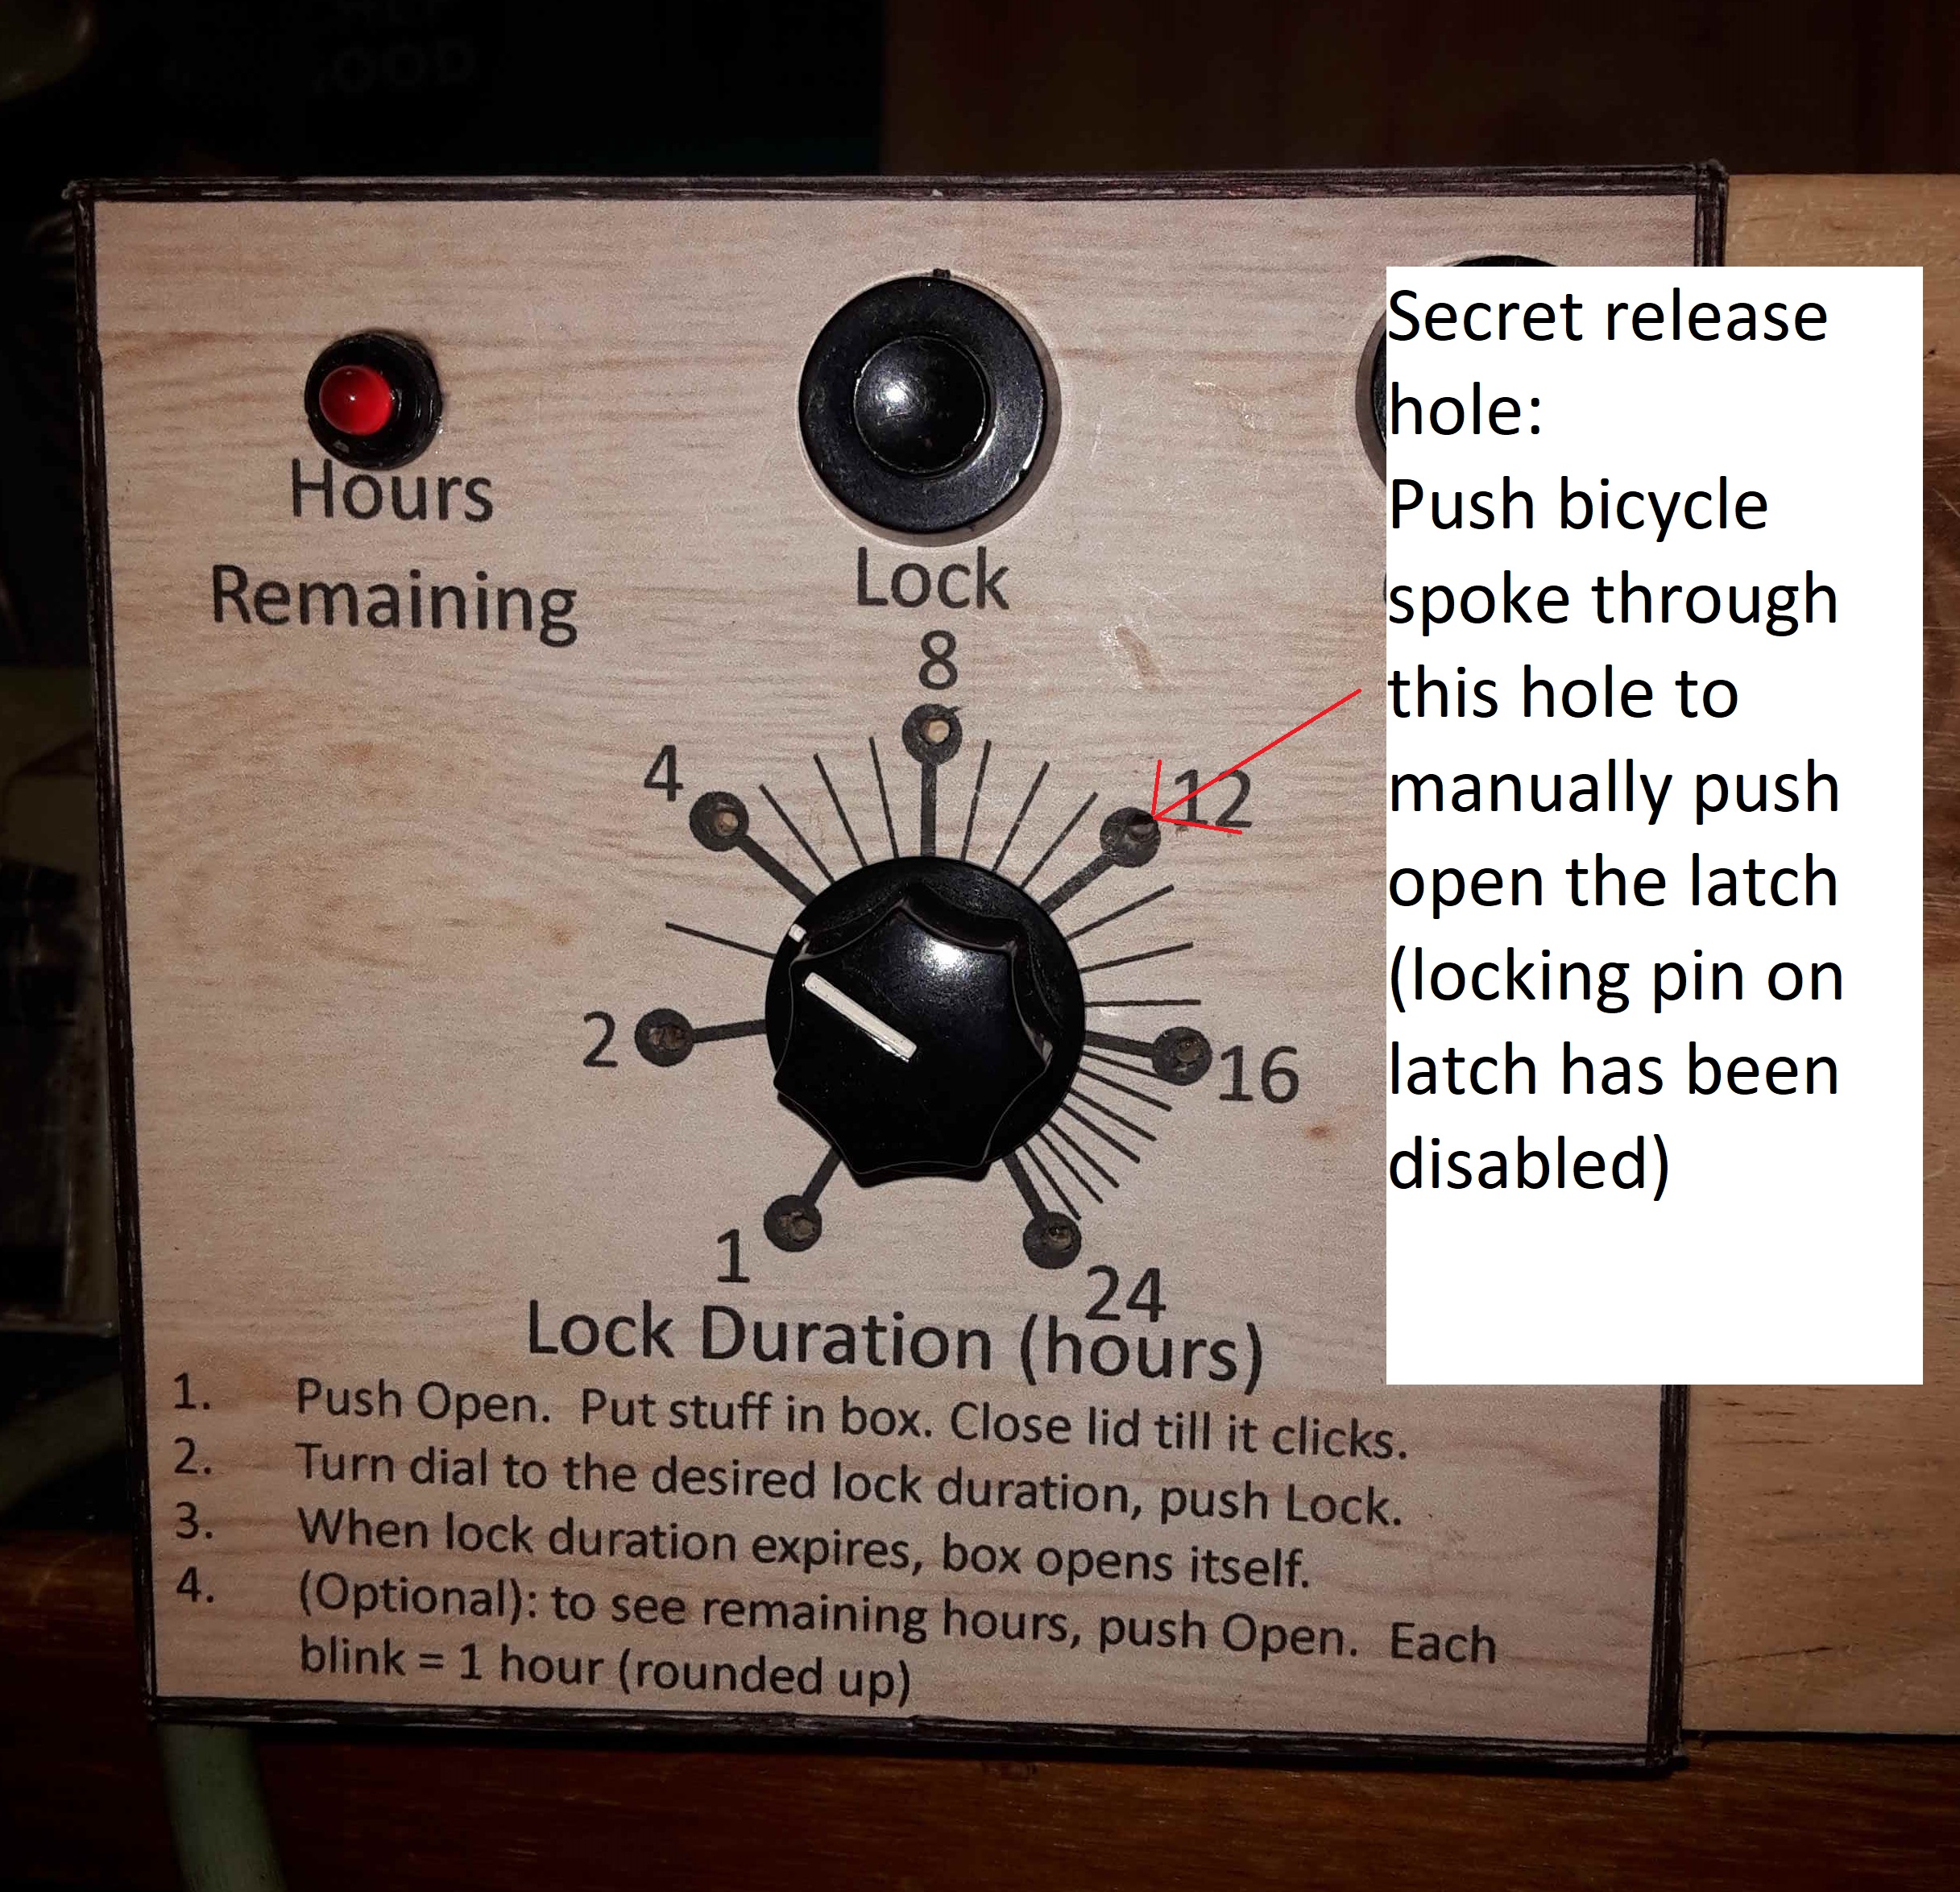 OOD
Secret release
hole:
Push bicycle
spoke through
this hole to
manually push
open the latch
(locking pin on
latch has been
disabled)
Hours
Remaining
Lock
8
4
12
2
16
1
24
Lock Duration (hours)
1. Push Open. Put stuff in box. Close lid till it clicks.
2. Turn dial to the desired lock duration, push Lock.
3. When lock duration expires, box opens itself.
4. (Optional): to see remaining hours, push Open. Each
blink = 1 hour (rounded up)